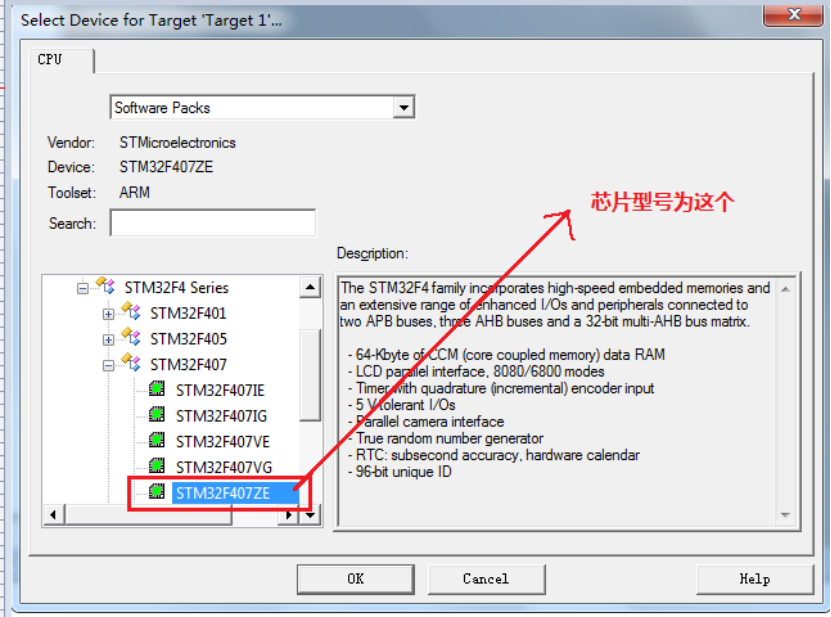 Select Device for Target 'Target 1'...
CPU
Software Packs
Vendor: STMicroelectronics
Device: STM32F407ZE
Toolset: ARM
Search:
芯片型号为这个
Description:
STM32F4 Series
STM32F401
STM32F405
STM32F407
STM32F407IE
STM32F407IG
STM32F407VE
STM32F407VG
STM32F407ZE
The STM32F4 family incorporates high-speed embedded memories and
an extensive range of enhanced I/Os and peripherals connected to
two APB buses, three AHB buses and a 32-bit multi-AHB bus matrix.
- 64-Kbyte of CCM (core coupled memory) data RAM
- LCD parallel interface, 8080/6800 modes
- Timer with quadrature (incremental) encoder input
- 5 V tolerant I/Os
- Parallel camera interface
- True random number generator
- RTC: subsecond accuracy, hardware calendar
- 96-bit unique ID
OK
Cancel
Help